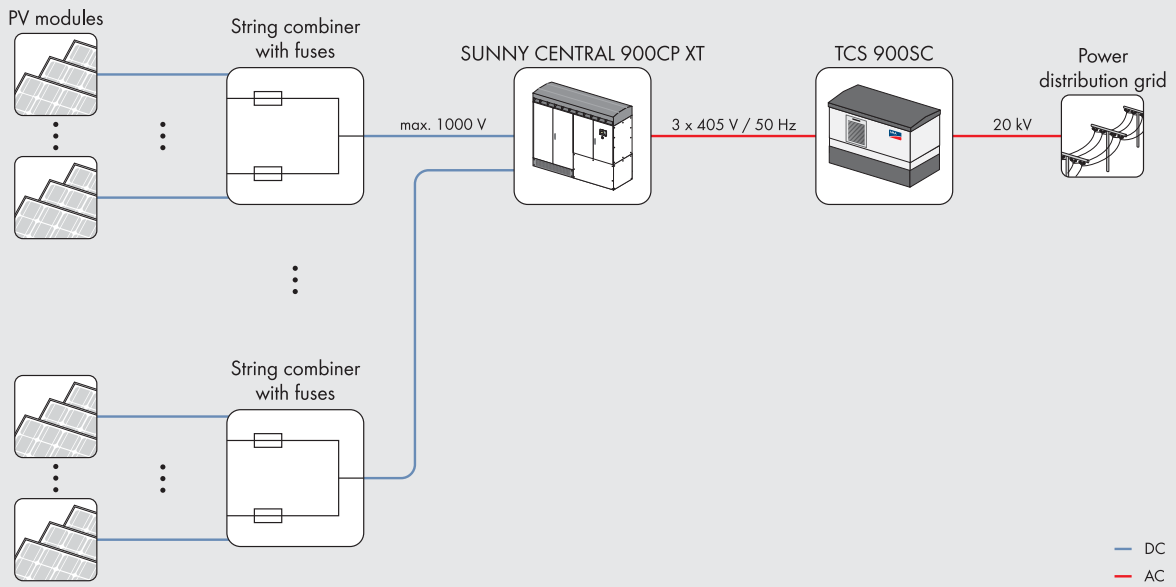 PV modules
String combiner
with fuses
SUNNY CENTRAL 900CP XT
TCS 900SC
Power
distribution grid
max. 1000 V
3 x 405 V / 50 Hz
20 kV
String combiner
with fuses
DC
AC